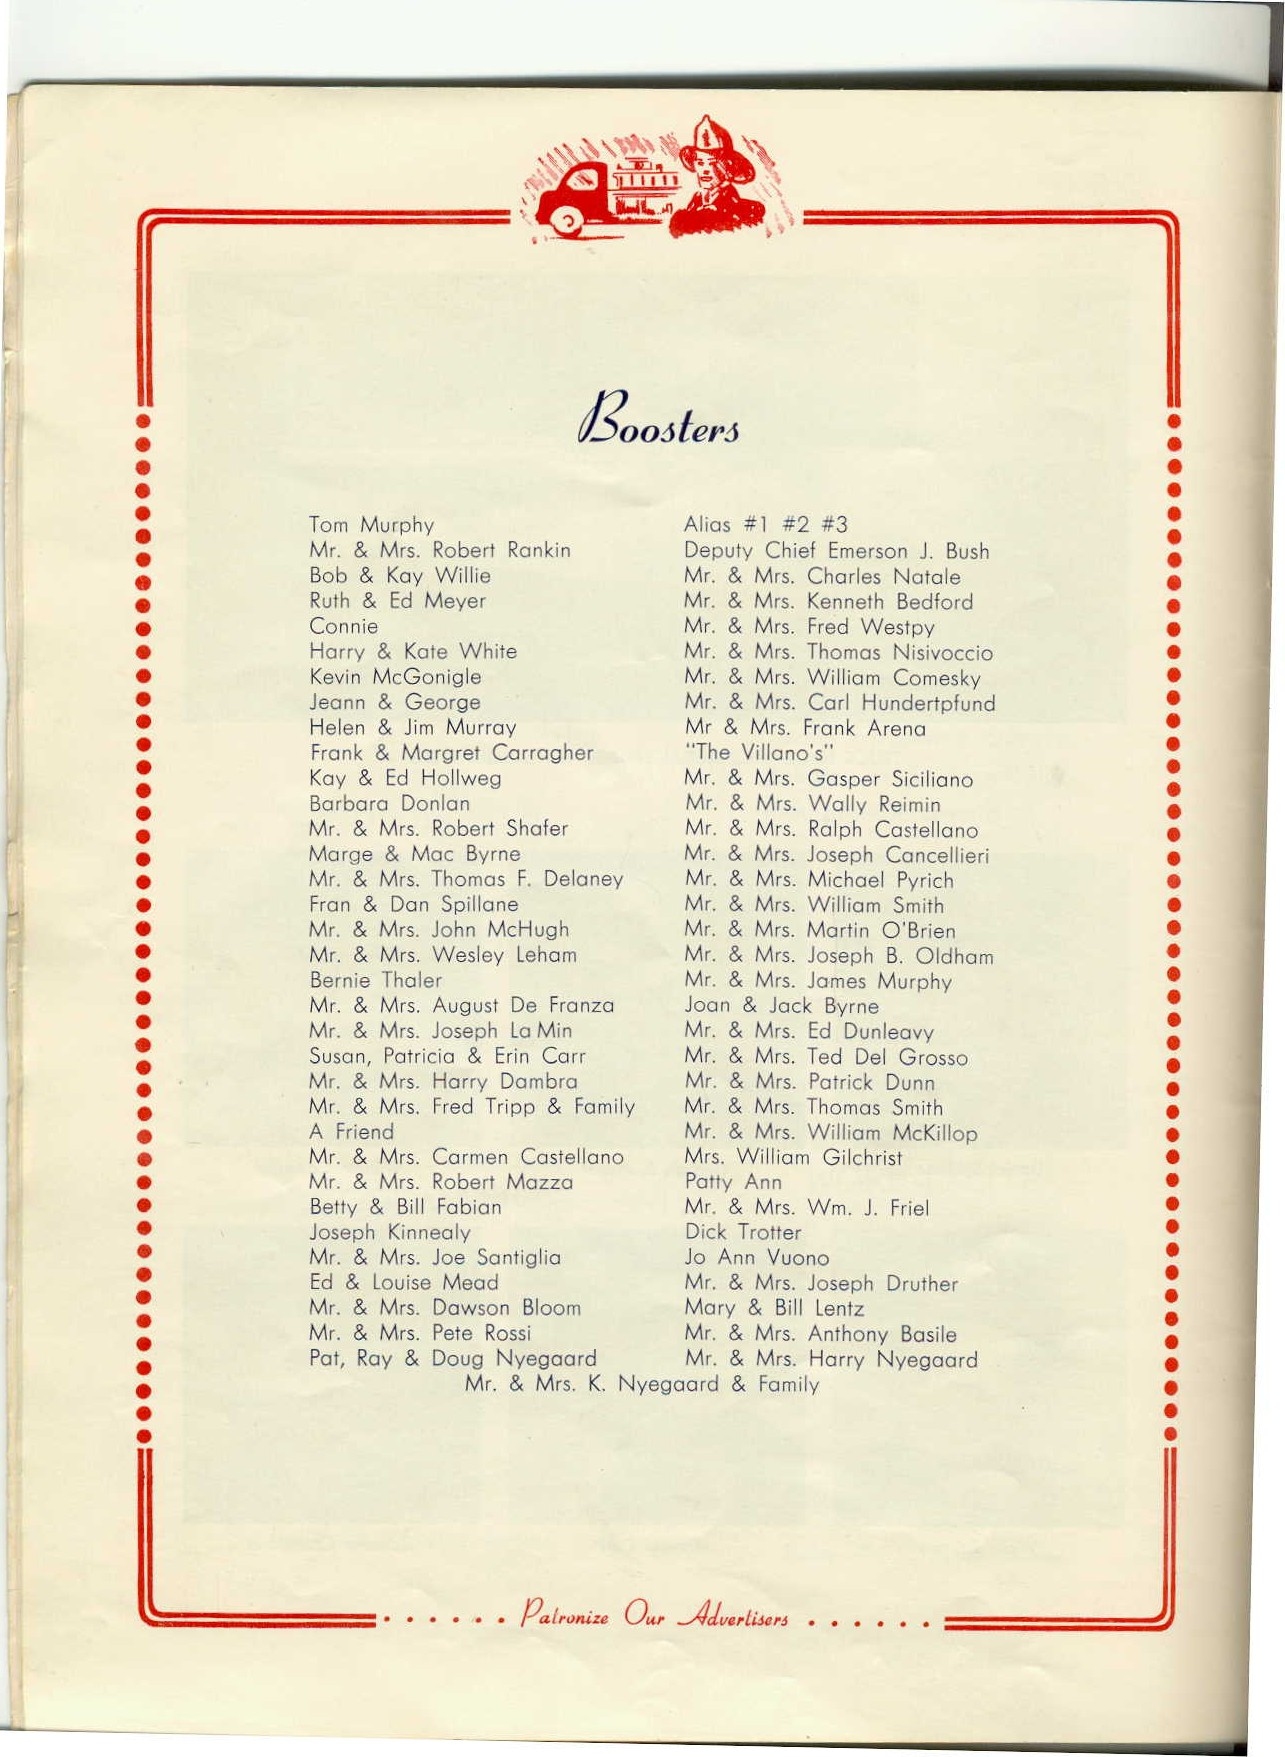 Boosters
Tom Murphy
Mr. & Mrs. Robert Rankin
Bob & Kay Willie
Ruth & Ed Meyer
Connie
Harry & Kate White
Kevin McGonigle
Jeann & George
Helen & Jim Murray
Frank & Margret Carragher
Kay & Ed Hollweg
Barbara Donlan
Mr. & Mrs. Robert Shafer
Marge & Mac Byrne
Mr. & Mrs. Thomas F. Delaney
Fran & Dan Spillane
Mr. & Mrs. John McHugh
Mr. & Mrs. Wesley Leham
Bernie Thaler
Mr. & Mrs. August De Franza
Mr. & Mrs. Joseph La Min
Susan, Patricia & Erin Carr
Mr. & Mrs. Harry Dambra
Mr. & Mrs. Fred Tripp & Family
A Friend
Mr. & Mrs. Carmen Castellano
Mr. & Mrs. Robert Mazza
Betty & Bill Fabian
Joseph Kinnealy
Mr. & Mrs. Joe Santiglia
Ed & Louise Mead
Mr. & Mrs. Dawson Bloom
Mr. & Mrs. Pete Rossi
Pat, Ray & Doug Nyegaard
Alias #1 #2 #3
Deputy Chief Emerson J. Bush
Mr. & Mrs. Charles Natale
Mr. & Mrs. Kenneth Bedford
Mr. & Mrs. Fred Westpy
Mr. & Mrs. Thomas Nisivoccio
Mr. & Mrs. William Comesky
Mr. & Mrs. Carl Hundertpfund
Mr & Mrs. Frank Arena
"The Villano's"
Mr. & Mrs. Gasper Siciliano
Mr. & Mrs. Wally Reimin
Mr. & Mrs. Ralph Castellano
Mr. & Mrs. Joseph Cancellieri
Mr. & Mrs. Michael Pyrich
Mr. & Mrs. William Smith
Mr. & Mrs. Martin O'Brien
Mr. & Mrs. Joseph B. Oldham
Mr. & Mrs. James Murphy
Joan & Jack Byrne
Mr. & Mrs. Ed Dunleavy
Mr. & Mrs. Ted Del Grosso
Mr. & Mrs. Patrick Dunn
Mr. & Mrs. Thomas Smith
Mr. & Mrs. William McKillop
Mrs. William Gilchrist
Patty Ann
Mr. & Mrs. Wm. J. Friel
Dick Trotter
Jo Ann Vuono
Mr. & Mrs. Joseph Druther
Mary & Bill Lentz
Mr. & Mrs. Anthony Basile
Mr. & Mrs. Harry Nyegaard
Mr. & Mrs. K. Nyegaard & Family
. . . . . . Patronize Our Advertisers . . . . . .